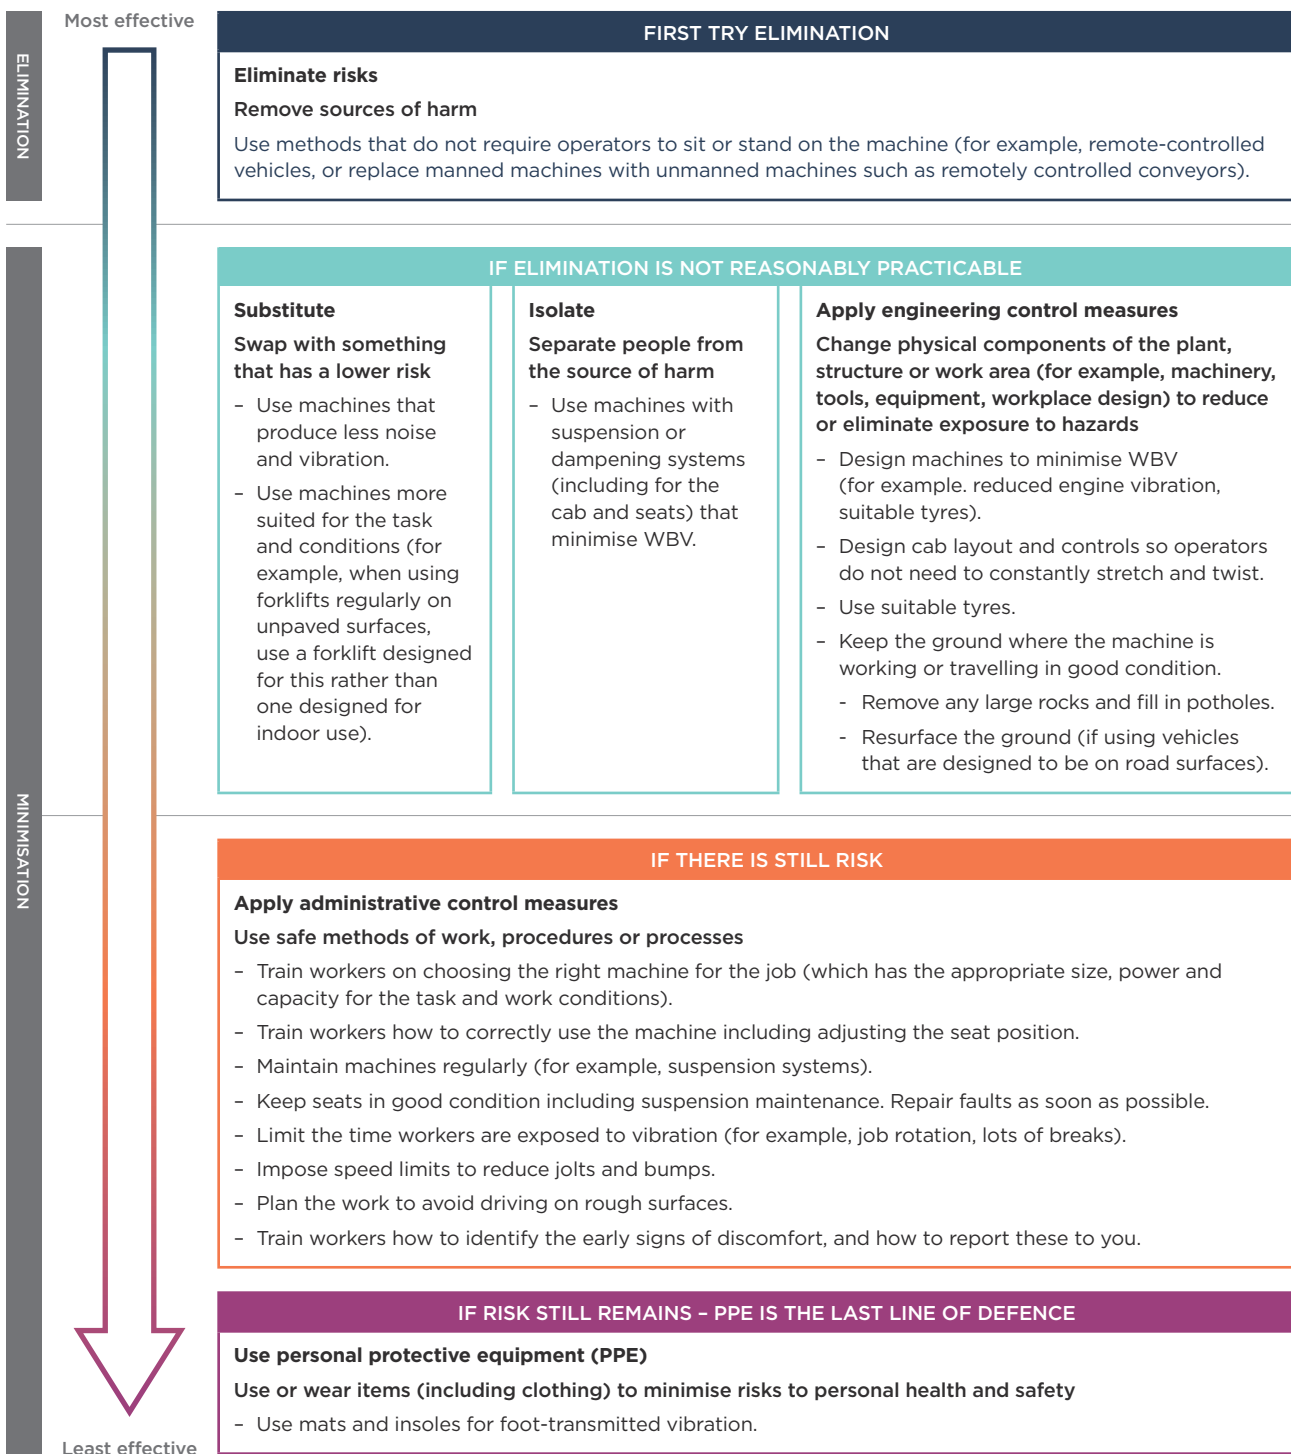 Most effective
ELIMINATION
FIRST TRY ELIMINATION
Eliminate risks
Remove sources of harm
Use methods that do not require operators to sit or stand on the machine (for example, remote-controlled
vehicles, or replace manned machines with unmanned machines such as remotely controlled conveyors).
MINIMISATION
IF ELIMINATION IS NOT REASONABLY PRACTICABLE
Substitute
Swap with something
that has a lower risk
– Use machines that
produce less noise
and vibration.
– Use machines more
suited for the task
and conditions (for
example, when using
forklifts regularly on
unpaved surfaces,
use a forklift designed
for this rather than
one designed for
indoor use).
Isolate
Separate people from
the source of harm
– Use machines with
suspension or
dampening systems
(including for the
cab and seats) that
minimise WBV.
Apply engineering control measures
Change physical components of the plant,
structure or work area (for example, machinery,
tools, equipment, workplace design) to reduce
or eliminate exposure to hazards
– Design machines to minimise WBV
(for example. reduced engine vibration,
suitable tyres).
– Design cab layout and controls so operators
do not need to constantly stretch and twist.
– Use suitable tyres.
– Keep the ground where the machine is
working or travelling in good condition.
- Remove any large rocks and fill in potholes.
- Resurface the ground (if using vehicles
that are designed to be on road surfaces).
IF THERE IS STILL RISK
Apply administrative control measures
Use safe methods of work, procedures or processes
– Train workers on choosing the right machine for the job (which has the appropriate size, power and
capacity for the task and work conditions).
– Train workers how to correctly use the machine including adjusting the seat position.
– Maintain machines regularly (for example, suspension systems).
– Keep seats in good condition including suspension maintenance. Repair faults as soon as possible.
– Limit the time workers are exposed to vibration (for example, job rotation, lots of breaks).
– Impose speed limits to reduce jolts and bumps.
– Plan the work to avoid driving on rough surfaces.
– Train workers how to identify the early signs of discomfort, and how to report these to you.
IF RISK STILL REMAINS – PPE IS THE LAST LINE OF DEFENCE
Use personal protective equipment (PPE)
Use or wear items (including clothing) to minimise risks to personal health and safety
– Use mats and insoles for foot-transmitted vibration.
Least effective